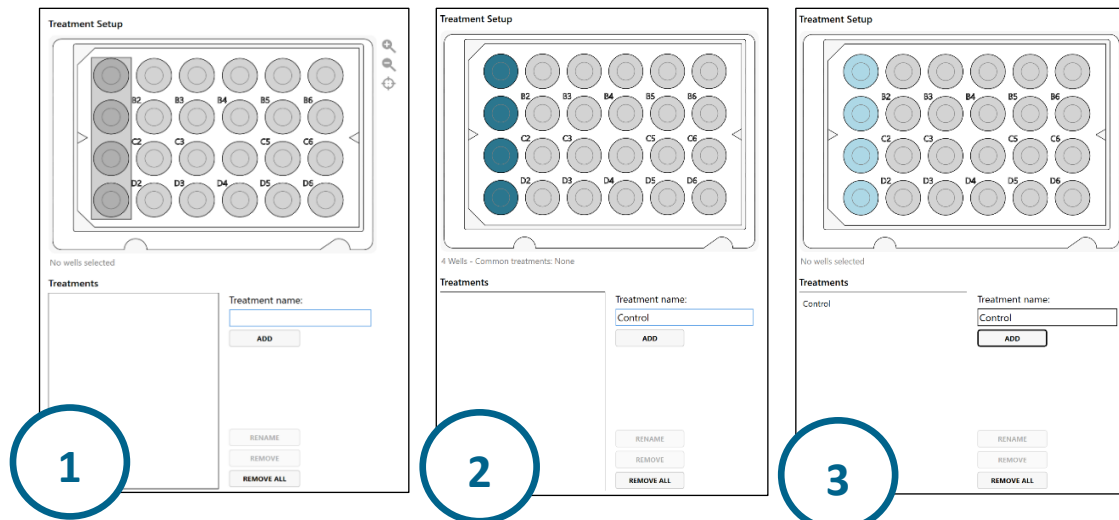 Treatment Setup
B2 B3 B4 B5 B6
C2 C3 C5 C6
D2 D3 D4 D5 D6
No wells selected
Treatments
Treatment name:
ADD
RENAME
REMOVE
REMOVE ALL
1
Treatment Setup
B2 B3 B4 B5 B6
C2 C3 C5 C6
D2 D3 D4 D5 D6
4 Wells - Common treatments: None
Treatments
Treatment name:
Control
ADD
RENAME
REMOVE
REMOVE ALL
2
Treatment Setup
B2 B3 B4 B5 B6
C2 C3 C5 C6
D2 D3 D4 D5 D6
No wells selected
Treatments
Treatment name:
Control
Control
ADD
RENAME
REMOVE
REMOVE ALL
3